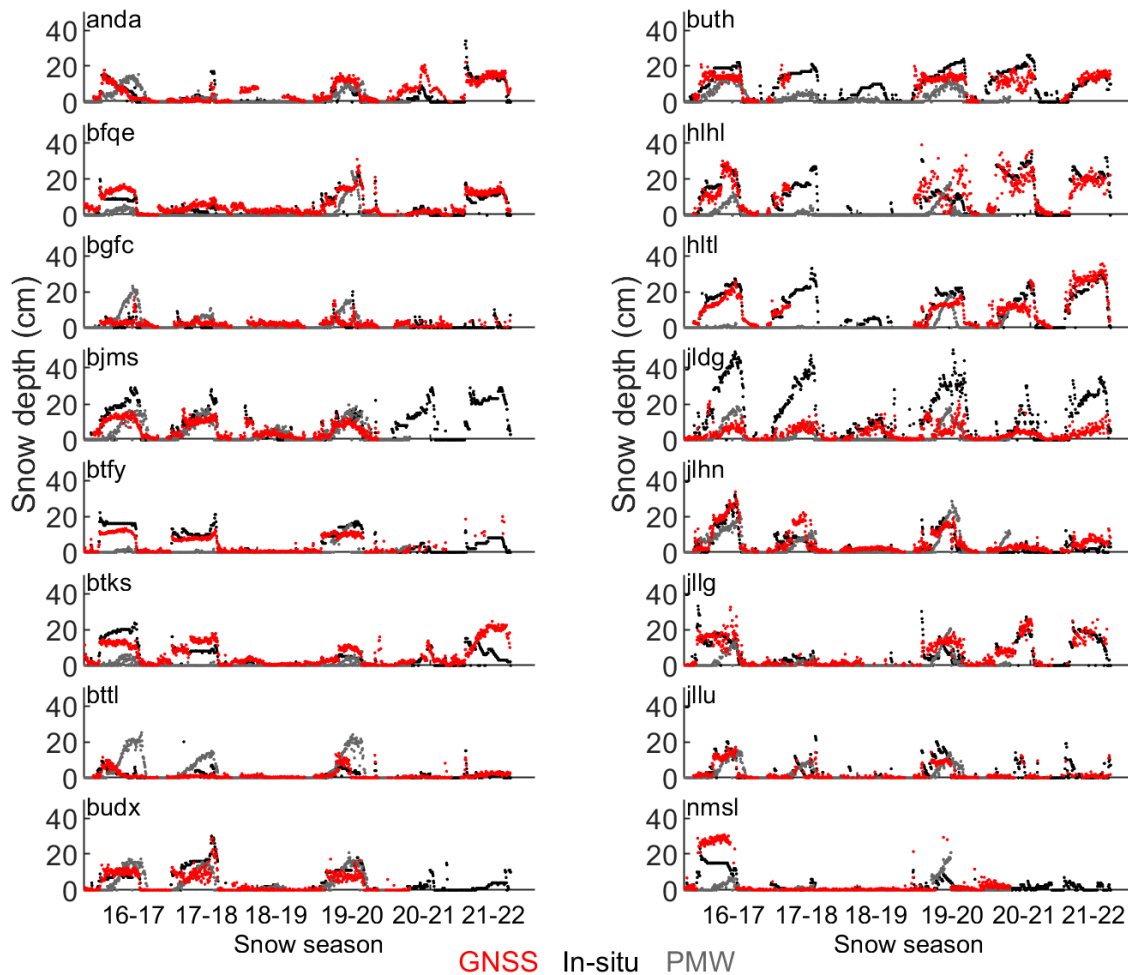 anda
40
20
0
bfqe
40
20
0
bgfc
40
20
0
bjms
40
20
0
btfy
40
20
0
btks
40
20
0
bttl
40
20
0
budx
40
20
0
Snow depth (cm)
16-17 17-18 18-19 19-20 20-21 21-22
Snow season
buth
40
20
0
hlhl
40
20
0
hltl
40
20
0
jldg
40
20
0
jlhn
40
20
0
jllg
40
20
0
jllu
40
20
0
nmsl
40
20
0
Snow depth (cm)
16-17 17-18 18-19 19-20 20-21 21-22
Snow season
GNSS In-situ PMW